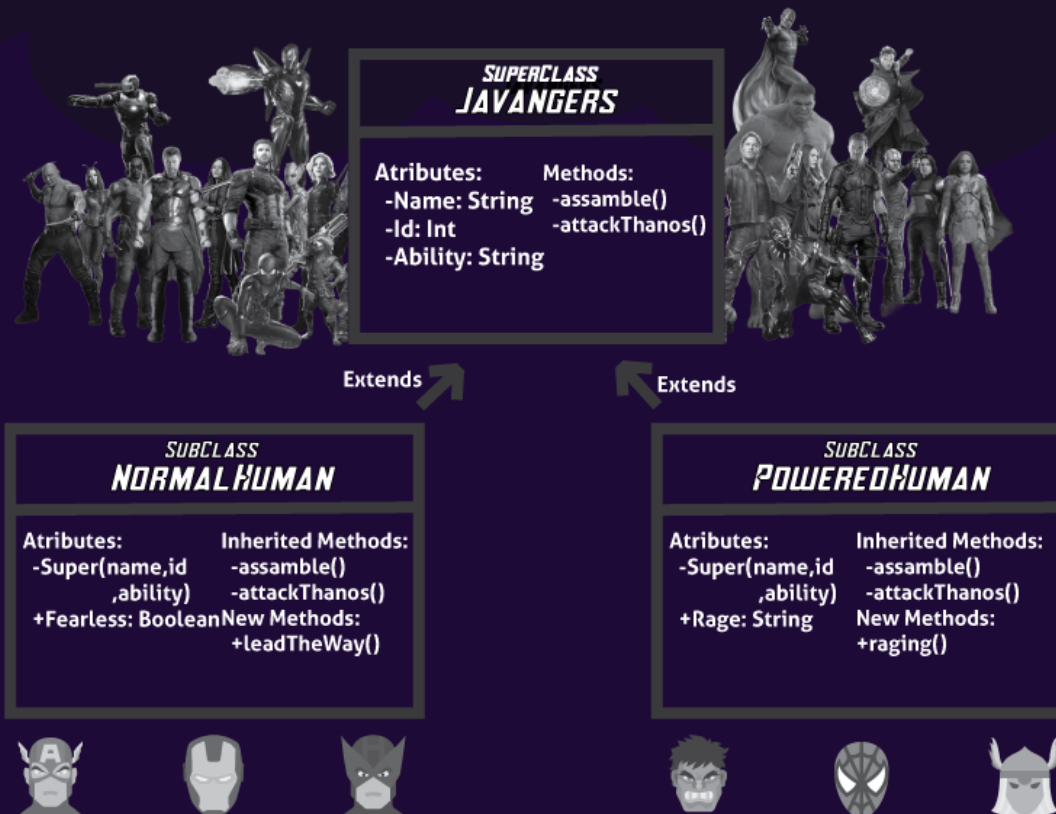 SuperClass
Javangers
Atributes:
-Name: String
-Id: Int
-Ability: String
Methods:
-assamble()
-attackThanos()
Extends
Extends
SubClass
NormalHuman
Atributes:
-Super(name,id
,ability)
+Fearless: Boolean
Inherited Methods:
-assamble()
-attackThanos()
New Methods:
+leadTheWay()
SubClass
PoweredHuman
Atributes:
-Super(name,id
,ability)
+Rage: String
Inherited Methods:
-assamble()
-attackThanos()
New Methods:
+raging()
A